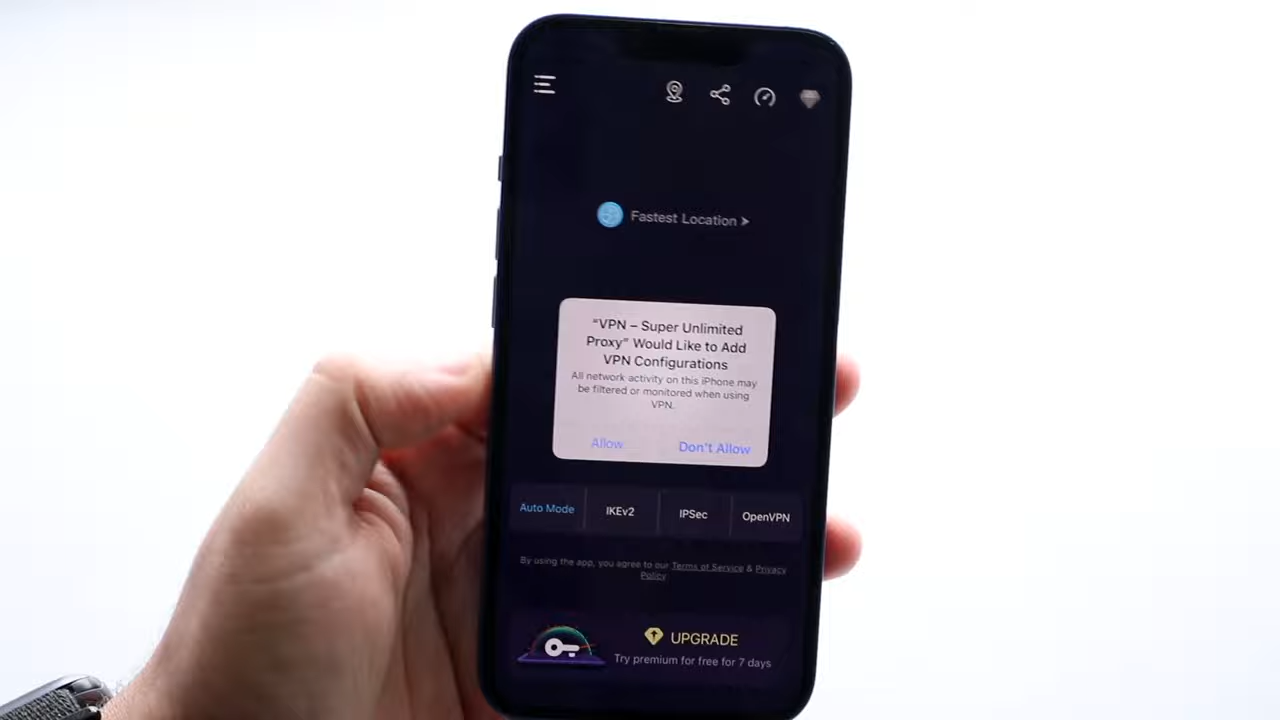 Fastest Location >
“VPN – Super Unlimited
Proxy” Would Like to Add
VPN Configurations
All network activity on this iPhone may
be filtered or monitored when using
VPN.
Allow
Don't Allow
Auto Mode
IKEv2
IPSec
OpenVPN
By using the app, you agree to our Terms of Service & Privacy
Policy
UPGRADE
Try premium for free for 7 days